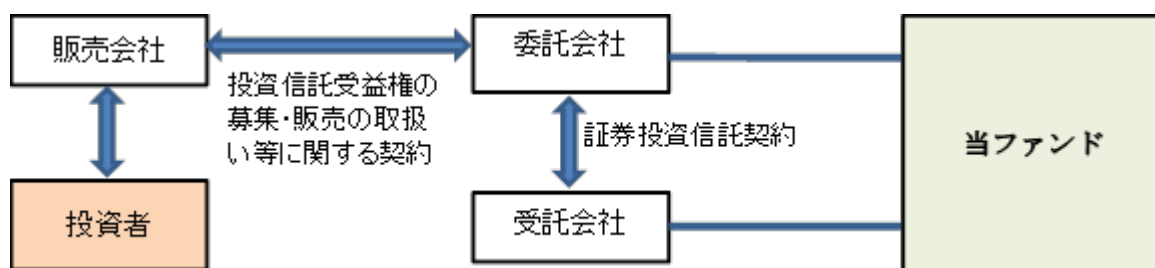 販売会社
投資信託受益権の
募集･販売の取扱
い等に関する契約
投資者
委託会社
証券投資信託契約
受託会社
当ファンド